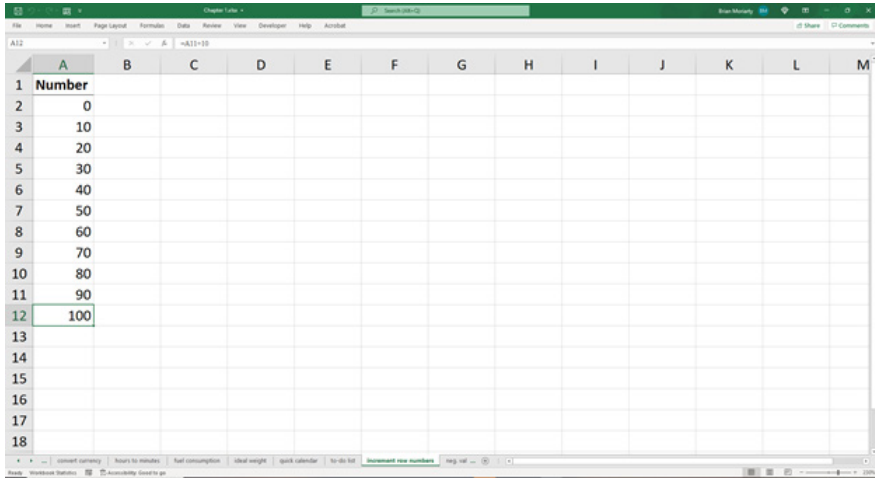 Chapter 1.xlsx
Search (Alt+Q)
Brian Moriarty
File Home Insert Page Layout Formulas Data Review View Developer Help Acrobat
Share Comments
A12 fx =A11+10
A B C D E F G H I J K L M
1 Number
2 0
3 10
4 20
5 30
6 40
7 50
8 60
9 70
10 80
11 90
12 100
13
14
15
16
17
18
... convert currency hours to minutes fuel consumption ideal weight quick calendar to-do list increment row numbers neg. val ...
Ready Workbook Statistics Accessibility: Good to go